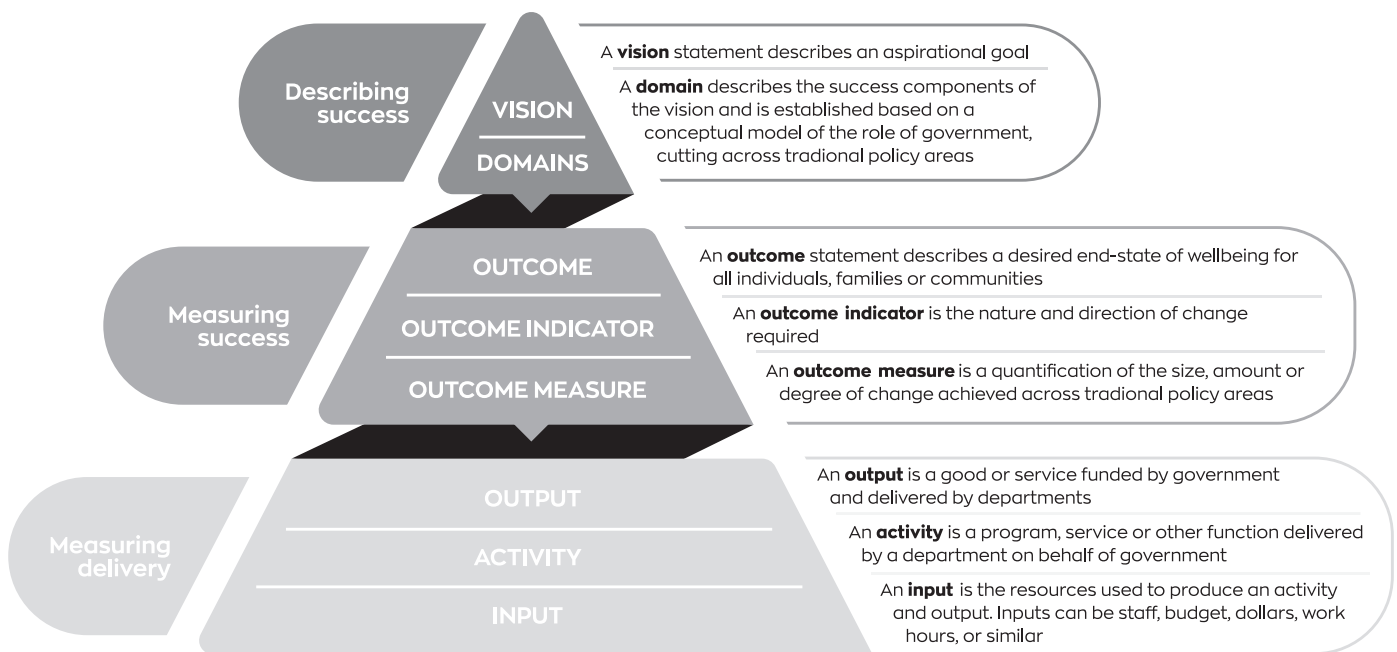 Describing
success
VISION
DOMAINS
A vision statement describes an aspirational goal
A domain describes the success components of
the vision and is established based on a
conceptual model of the role of government,
cutting across tradional policy areas
Measuring
success
OUTCOME
OUTCOME INDICATOR
OUTCOME MEASURE
An outcome statement describes a desired end-state of wellbeing for
all individuals, families or communities
An outcome indicator is the nature and direction of change
required
An outcome measure is a quantification of the size, amount or
degree of change achieved across tradional policy areas
Measuring
delivery
OUTPUT
ACTIVITY
INPUT
An output is a good or service funded by government
and delivered by departments
An activity is a program, service or other function delivered
by a department on behalf of government
An input is the resources used to produce an activity
and output. Inputs can be staff, budget, dollars, work
hours, or similar